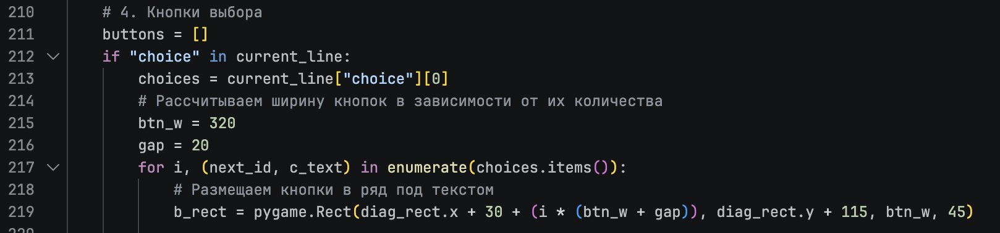 210 # 4. Кнопки выбора
211 buttons = []
212 if "choice" in current_line:
213 choices = current_line["choice"][0]
214 # Рассчитываем ширину кнопок в зависимости от их количества
215 btn_w = 320
216 gap = 20
217 for i, (next_id, c_text) in enumerate(choices.items()):
218 # Размещаем кнопки в ряд под текстом
219 b_rect = pygame.Rect(diag_rect.x + 30 + (i * (btn_w + gap)), diag_rect.y + 115, btn_w, 45)